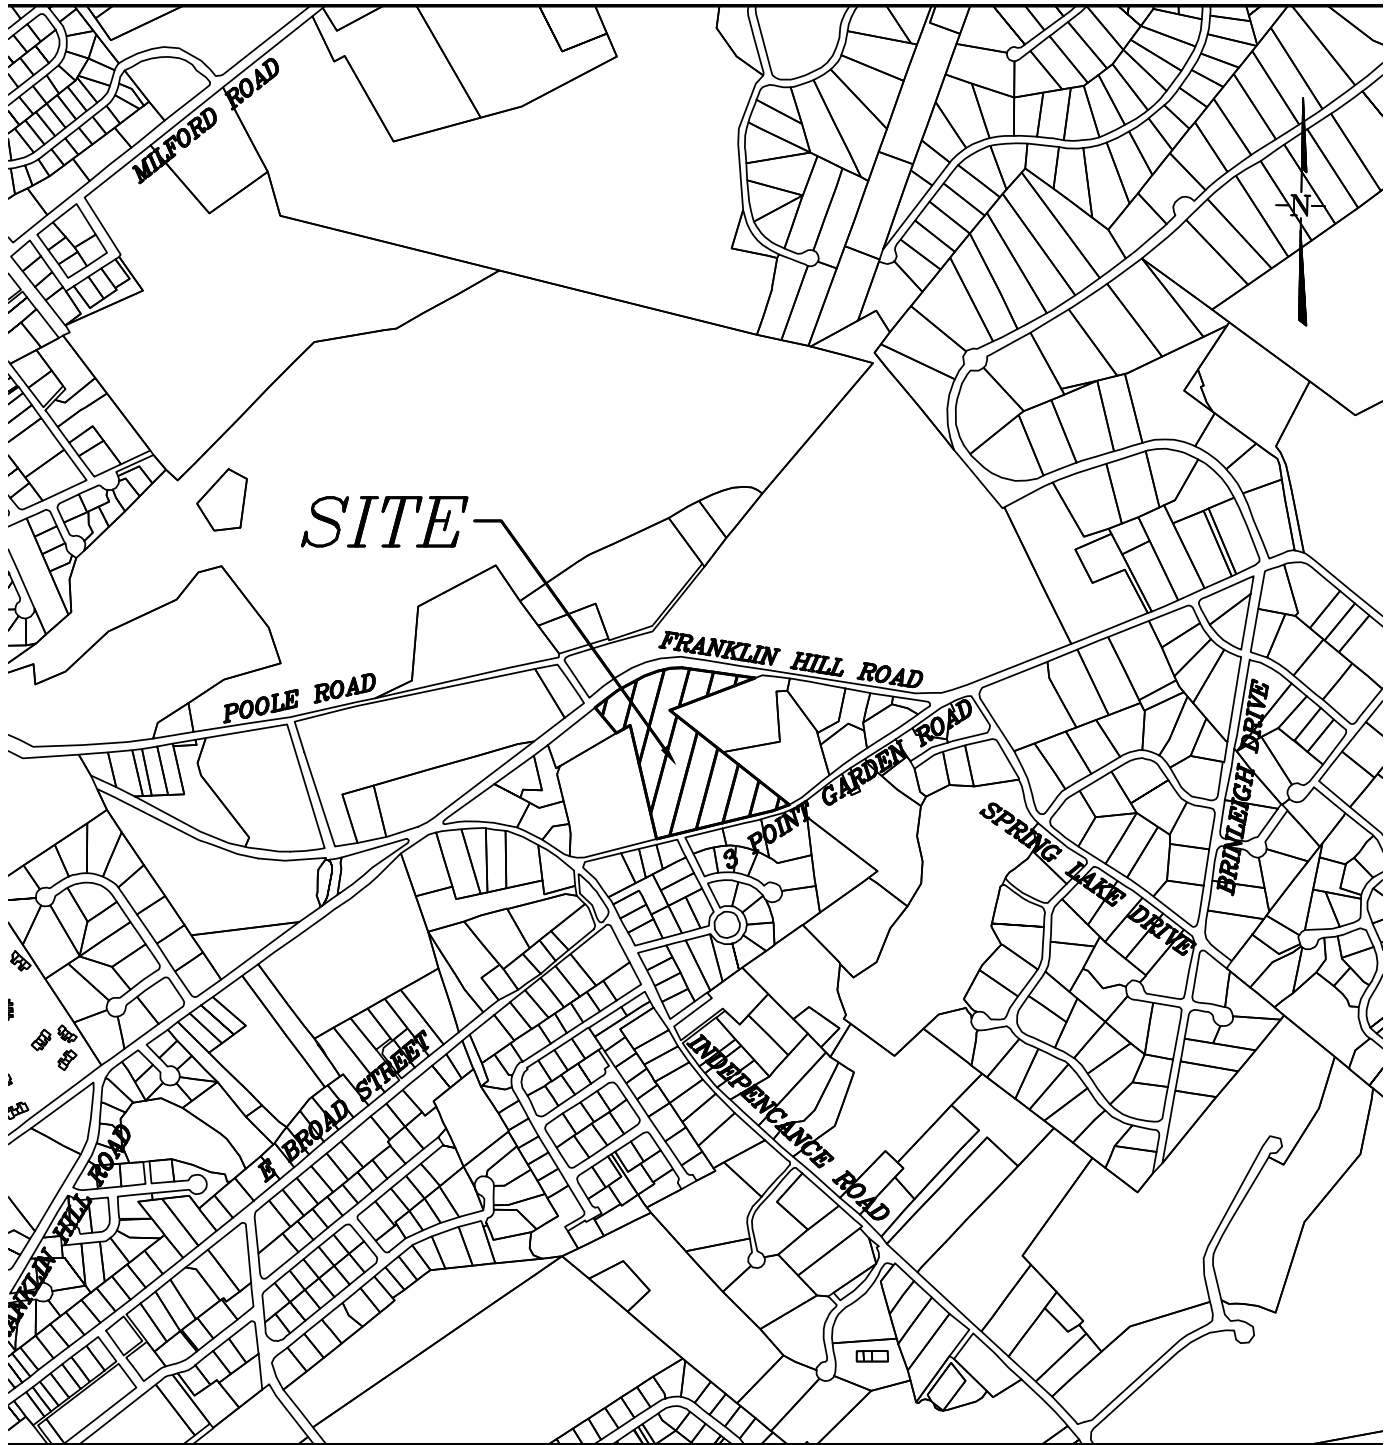 MILFORD ROAD
N
SITE
FRANKLIN HILL ROAD
POOLE ROAD
3 POINT GARDEN ROAD
BRINLEIGH DRIVE
SPRING LAKE DRIVE
E BROAD STREET
INDEPENCANCE ROAD
ANKLIN HILL ROAD